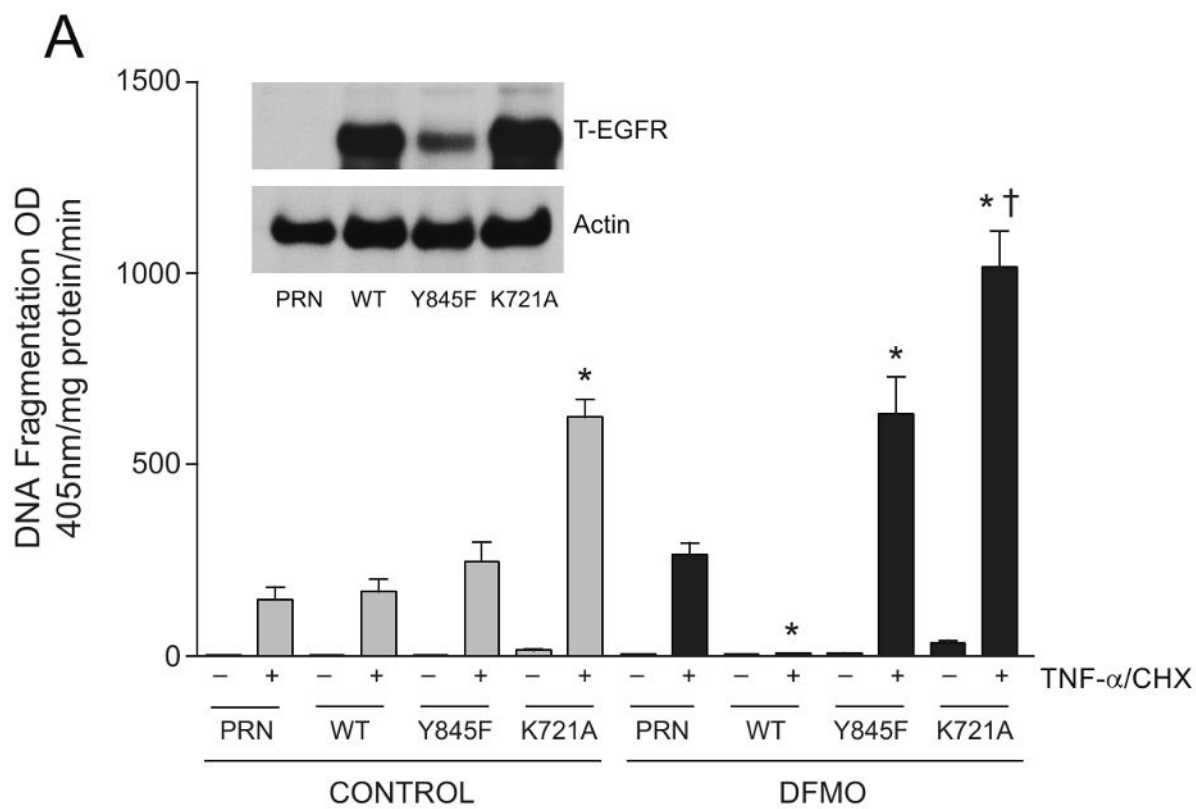 A
DNA Fragmentation OD
405nm/mg protein/min
1500
1000
500
0
T-EGFR
Actin
PRN WT Y845F K721A
*
*
*
* †
– + – + – + – + – + – + – + – + TNF-α/CHX
PRN WT Y845F K721A PRN WT Y845F K721A
CONTROL DFMO